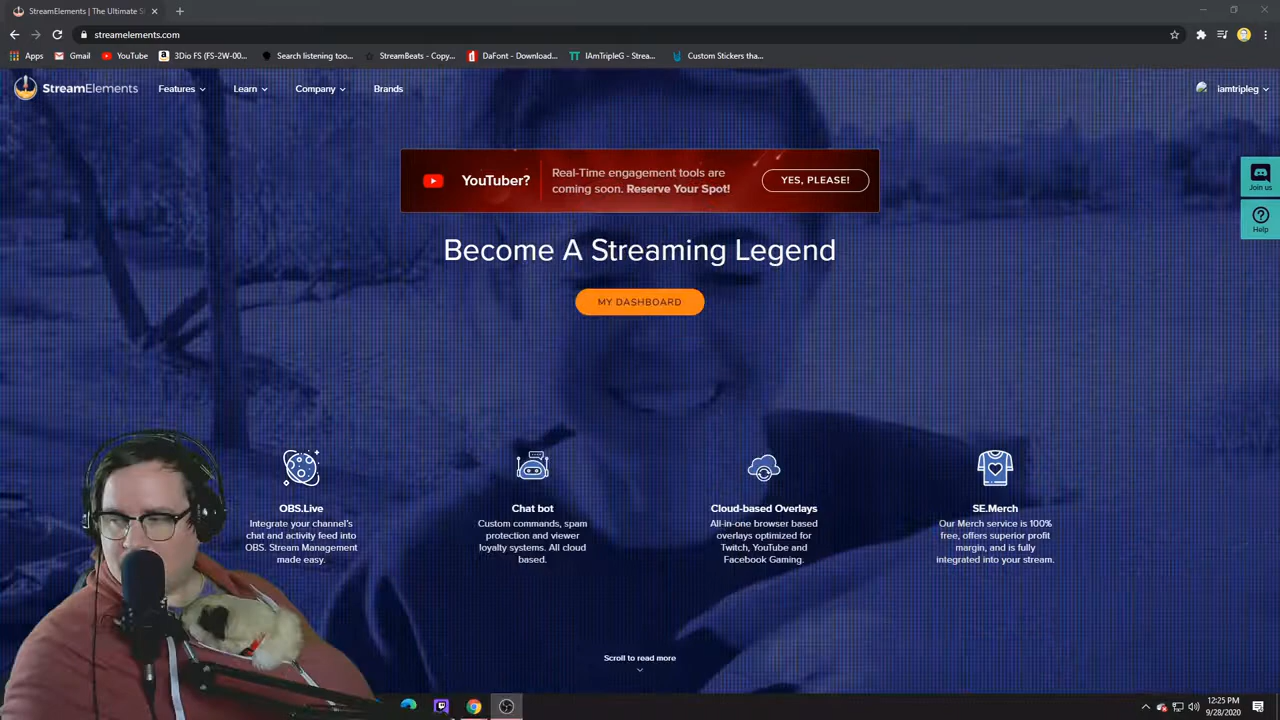 StreamElements | The Ultimate S
streamelements.com
Apps
Gmail
YouTube
3Dio FS (FS-2W-00...
Search listening too...
StreamBeats - Copy...
DaFont - Download...
IAmTripleG - Strea...
Custom Stickers tha...
StreamElements
Features
Learn
Company
Brands
iamtripleg
YouTuber?
Real-Time engagement tools are
coming soon. Reserve Your Spot!
YES, PLEASE!
Join us
Help
Become A Streaming Legend
MY DASHBOARD
OBS.Live
Integrate your channel's
chat and activity feed into
OBS. Stream Management
made easy.
Chat bot
Custom commands, spam
protection and viewer
loyalty systems. All cloud
based.
Cloud-based Overlays
All-in-one browser based
overlays optimized for
Twitch, YouTube and
Facebook Gaming.
SE.Merch
Our Merch service is 100%
free, offers superior profit
margin, and is fully
integrated into your stream.
Scroll to read more
12:25 PM
9/28/2020